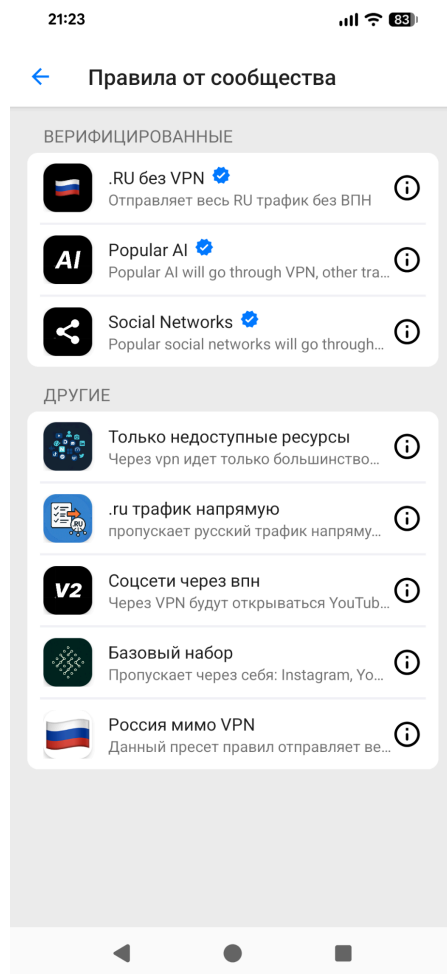 21:23
83
Правила от сообщества
ВЕРИФИЦИРОВАННЫЕ
.RU без VPN
Отправляет весь RU трафик без ВПН
AI
Popular AI
Popular AI will go through VPN, other tra...
Social Networks
Popular social networks will go through...
ДРУГИЕ
Только недоступные ресурсы
Через vpn идет только большинство...
.RU
.ru трафик напрямую
пропускает русский трафик напряму...
V2
Соцсети через впн
Через VPN будут открываться YouTub...
Базовый набор
Пропускает через себя: Instagram, Yo...
Россия мимо VPN
Данный пресет правил отправляет ве...